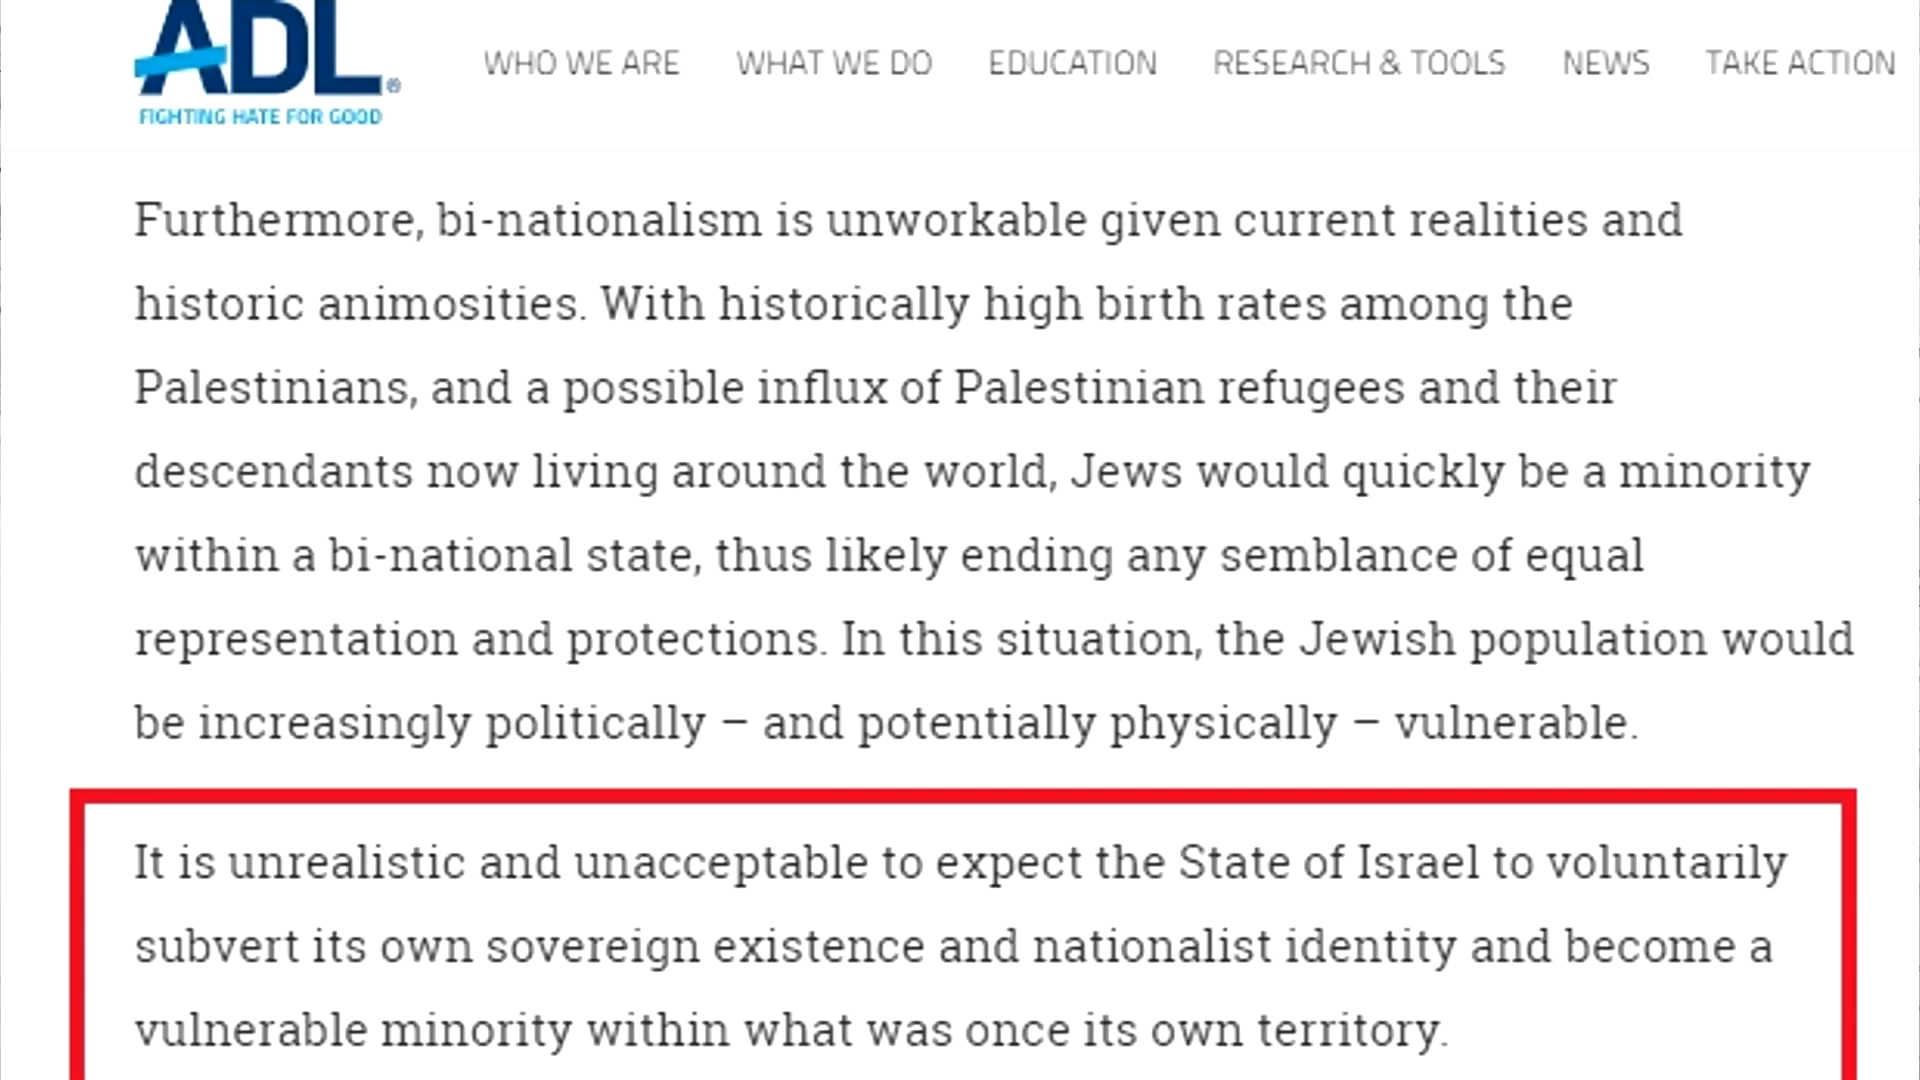 ADL®
FIGHTING HATE FOR GOOD
WHO WE ARE WHAT WE DO EDUCATION RESEARCH & TOOLS NEWS TAKE ACTION
Furthermore, bi-nationalism is unworkable given current realities and
historic animosities. With historically high birth rates among the
Palestinians, and a possible influx of Palestinian refugees and their
descendants now living around the world, Jews would quickly be a minority
within a bi-national state, thus likely ending any semblance of equal
representation and protections. In this situation, the Jewish population would
be increasingly politically – and potentially physically – vulnerable.
It is unrealistic and unacceptable to expect the State of Israel to voluntarily
subvert its own sovereign existence and nationalist identity and become a
vulnerable minority within what was once its own territory.